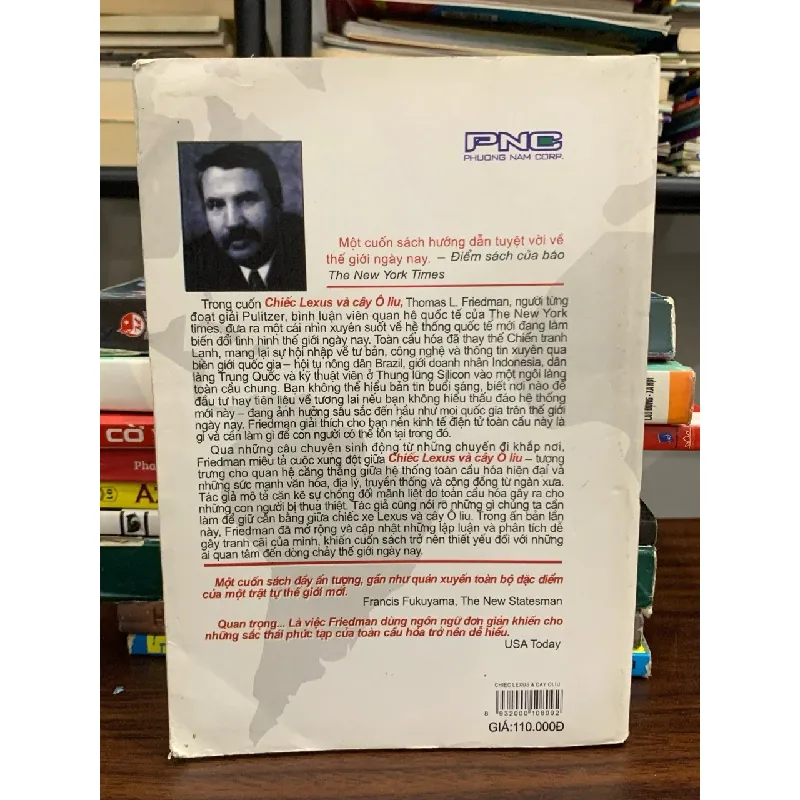 PNC
PHUONG NAM CORP.
Một cuốn sách hướng dẫn tuyệt vời về
thế giới ngày nay. – Điểm sách của báo
The New York Times
Trong cuốn Chiếc Lexus và cây Ô liu, Thomas L. Friedman, người từng
đoạt giải Pulitzer, bình luận viên quan hệ quốc tế của The New York
times, đưa ra một cái nhìn xuyên suốt về hệ thống quốc tế mới đang làm
biến đổi tình hình thế giới ngày nay. Toàn cầu hóa đã thay thế Chiến tranh
Lạnh, mang lại sự hội nhập về tư bản, công nghệ và thông tin xuyên qua
biên giới quốc gia – hội tụ nông dân Brazil, giới doanh nhân Indonesia, dân
làng Trung Quốc và kỹ thuật viên ở Thung lũng Silicon vào một ngôi làng
toàn cầu chung. Bạn không thể hiểu bản tin buổi sáng, biết nơi nào để
đầu tư hay tiên liệu về tương lai nếu bạn không hiểu thấu đáo hệ thống
mới này – đang ảnh hưởng sâu sắc đến hầu như mọi quốc gia trên thế giới
ngày nay. Friedman giải thích cho bạn nền kinh tế điện tử toàn cầu này là
gì và cần làm gì để con người có thể tồn tại trong đó.
Qua những câu chuyện sinh động từ những chuyến đi khắp nơi,
Friedman miêu tả cuộc xung đột giữa Chiếc Lexus và cây Ô liu – tượng
trưng cho quan hệ căng thẳng giữa hệ thống toàn cầu hóa hiện đại và
những sức mạnh văn hóa, địa lý, truyền thống và cộng đồng từ ngàn xưa.
Tác giả mô tả cặn kẽ sự chống đối mãnh liệt do toàn cầu hóa gây ra cho
những con người bị thua thiệt. Tác giả cũng nói rõ những gì chúng ta cần
làm để giữ cân bằng giữa chiếc xe Lexus và cây Ô liu. Trong ấn bản lần
này, Friedman đã mở rộng và cập nhật những lập luận và phân tích dễ
gây tranh cãi của mình, khiến cuốn sách trở nên thiết yếu đối với những
ai quan tâm đến dòng chảy thế giới ngày nay.
Một cuốn sách đầy ấn tượng, gần như quán xuyến toàn bộ đặc điểm
của một trật tự thế giới mới.
Francis Fukuyama, The New Statesman
Quan trọng... Là việc Friedman dùng ngôn ngữ đơn giản khiến cho
những sắc thái phức tạp của toàn cầu hóa trở nên dễ hiểu.
USA Today
CHIEC LEXUS & CAY O LIU
8 932000 109092
GIÁ:110.000Đ
CỜ
Pha